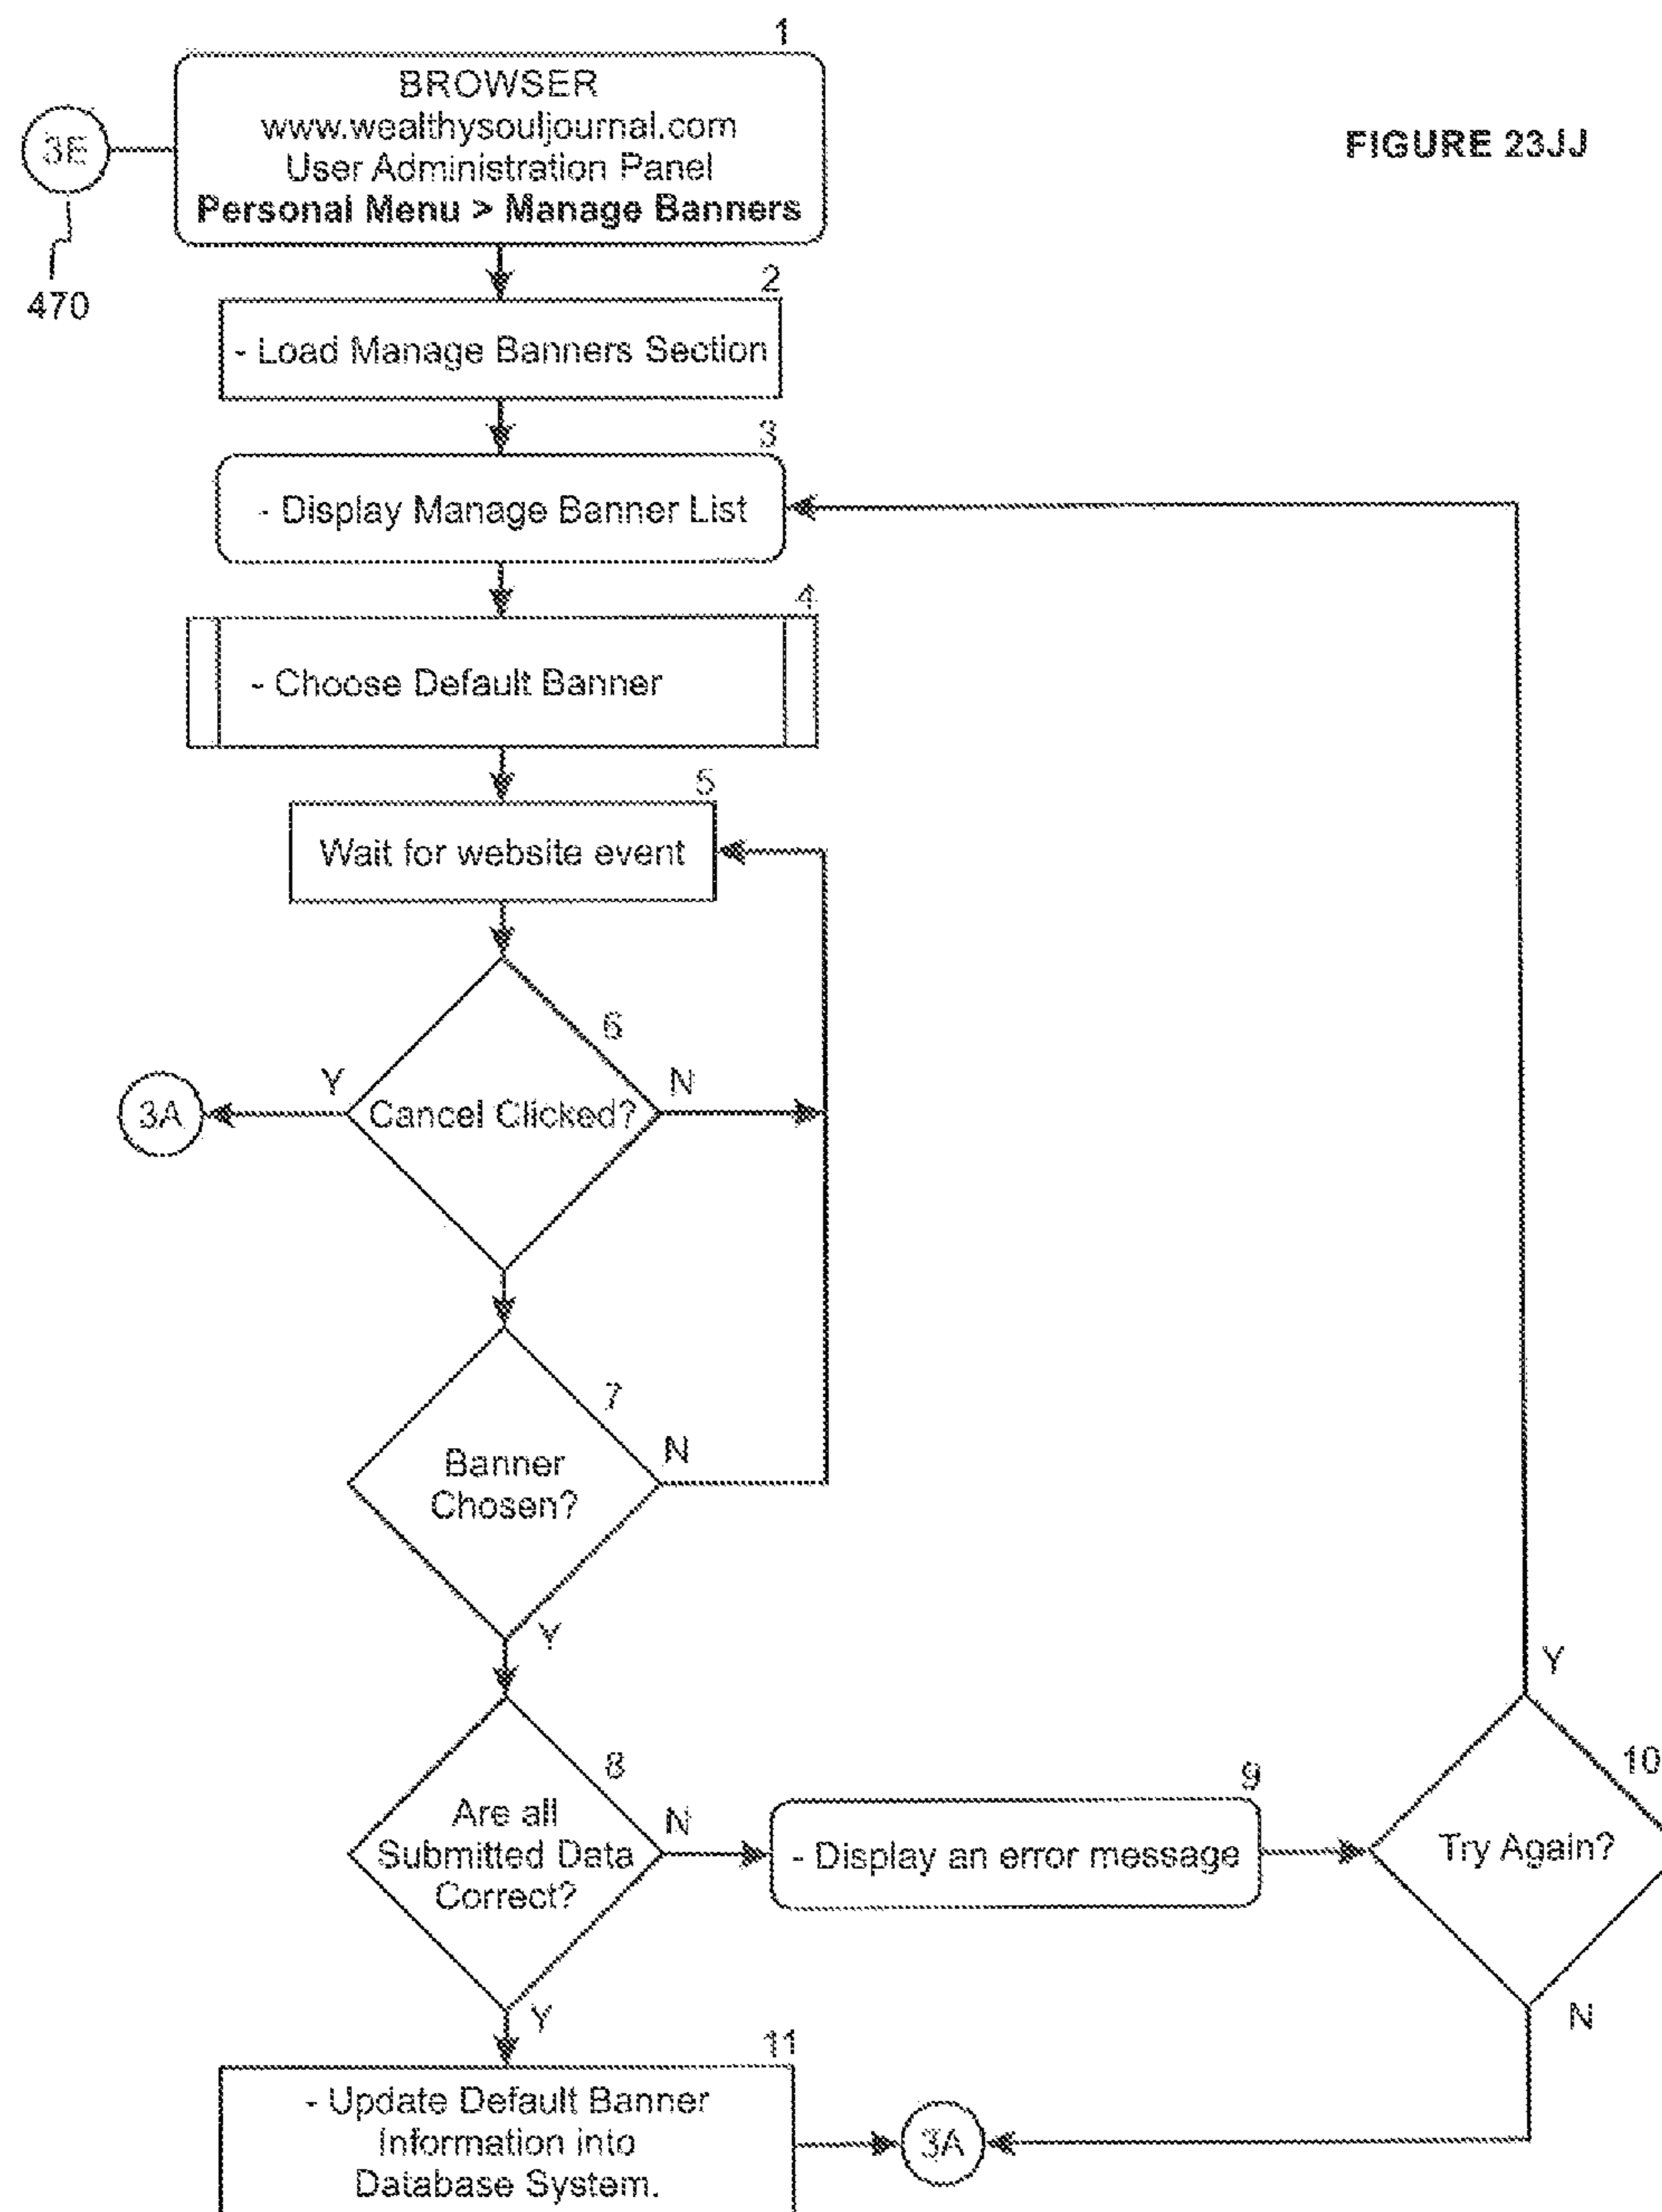 1
BROWSER
www.wealthysouljournal.com
User Administration Panel
Personal Menu > Manage Banners
3E
470
FIGURE 23JJ
2
- Load Manage Banners Section
3
- Display Manage Banner List
4
- Choose Default Banner
5
Wait for website event
6
Y
N
3A
Cancel Clicked?
7
N
Banner
Chosen?
Y
8
Are all
Submitted Data
Correct?
N
9
- Display an error message
Y
10
Try Again?
N
Y
11
- Update Default Banner
Information into
Database System.
3A